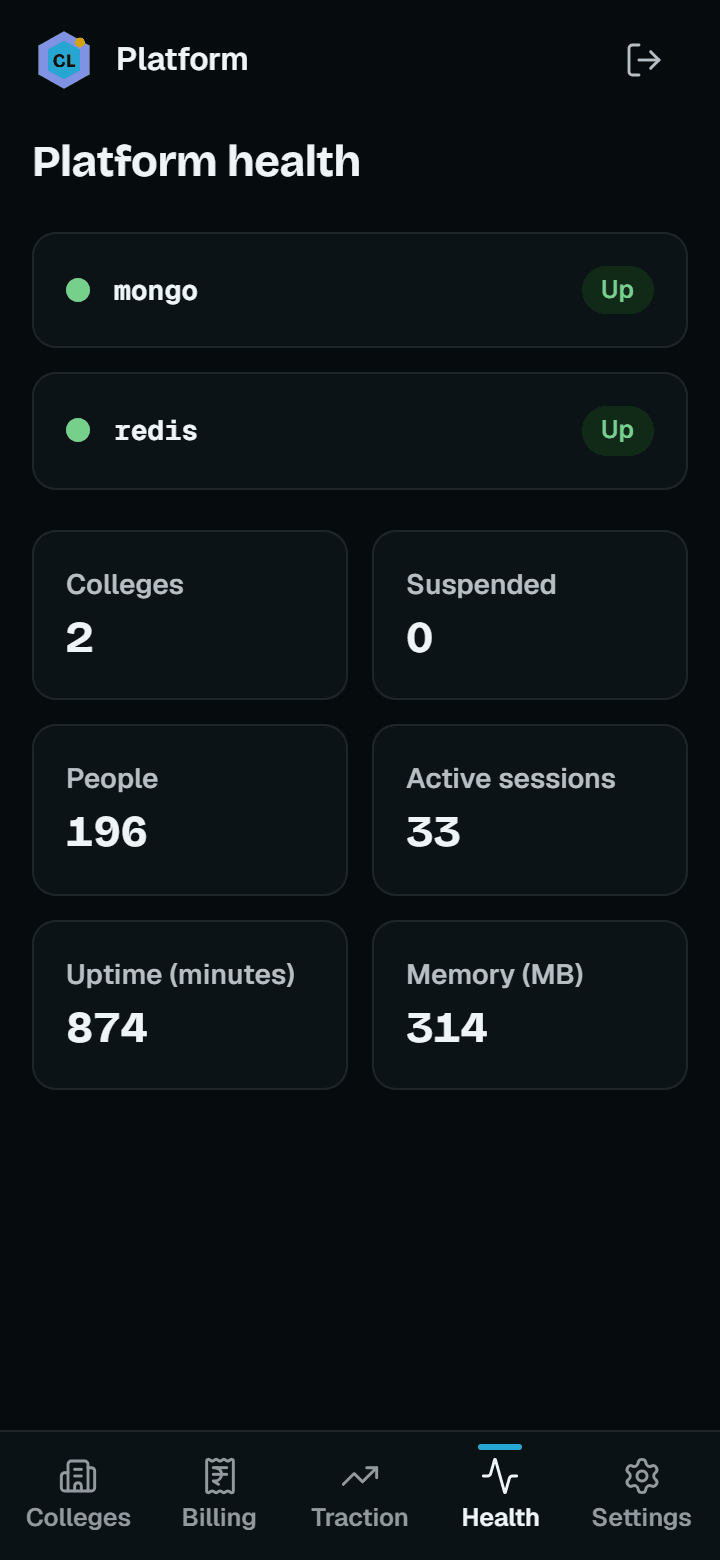 CL Platform
Platform health
mongo Up
redis Up
Colleges Suspended
2 0
People Active sessions
196 33
Uptime (minutes) Memory (MB)
874 314
Colleges Billing Traction Health Settings